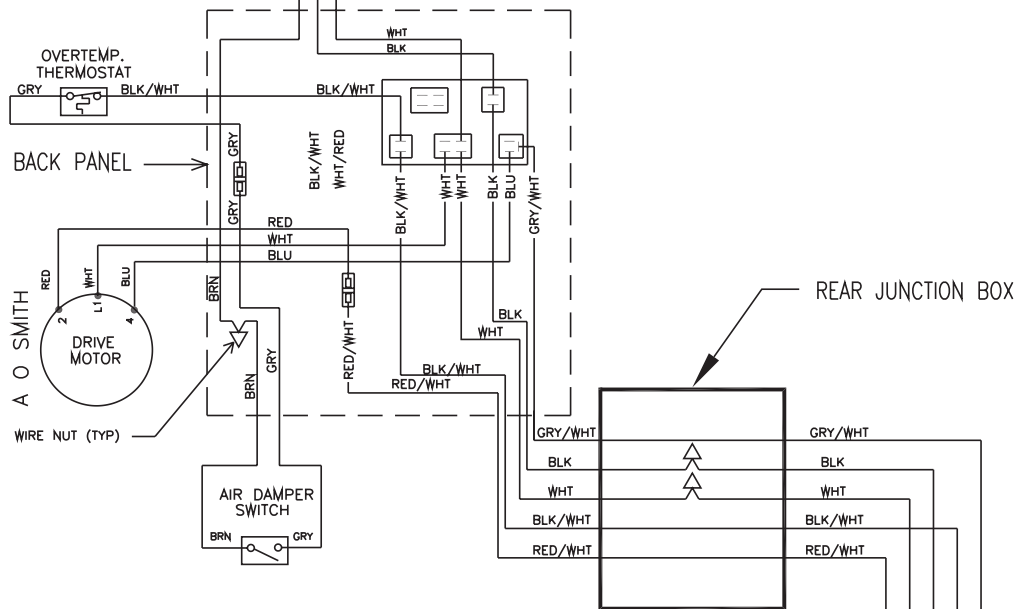 WHT
BLK
OVERTEMP.
THERMOSTAT
GRY
BLK/WHT
BLK/WHT
GRY
BLK/WHT
WHT/RED
BACK PANEL
BLK/WHT
WHT
WHT
BLK
BLU
GRY/WHT
GRY
RED
WHT
BLU
RED
WHT
BLU
BRN
REAR JUNCTION BOX
2
L1
4
A O SMITH
DRIVE
MOTOR
BLK
WHT
RED/WHT
GRY
BLK/WHT
BRN
RED/WHT
WIRE NUT (TYP)
GRY/WHT
GRY/WHT
BLK
BLK
WHT
WHT
AIR DAMPER
SWITCH
BLK/WHT
BLK/WHT
BRN
GRY
RED/WHT
RED/WHT